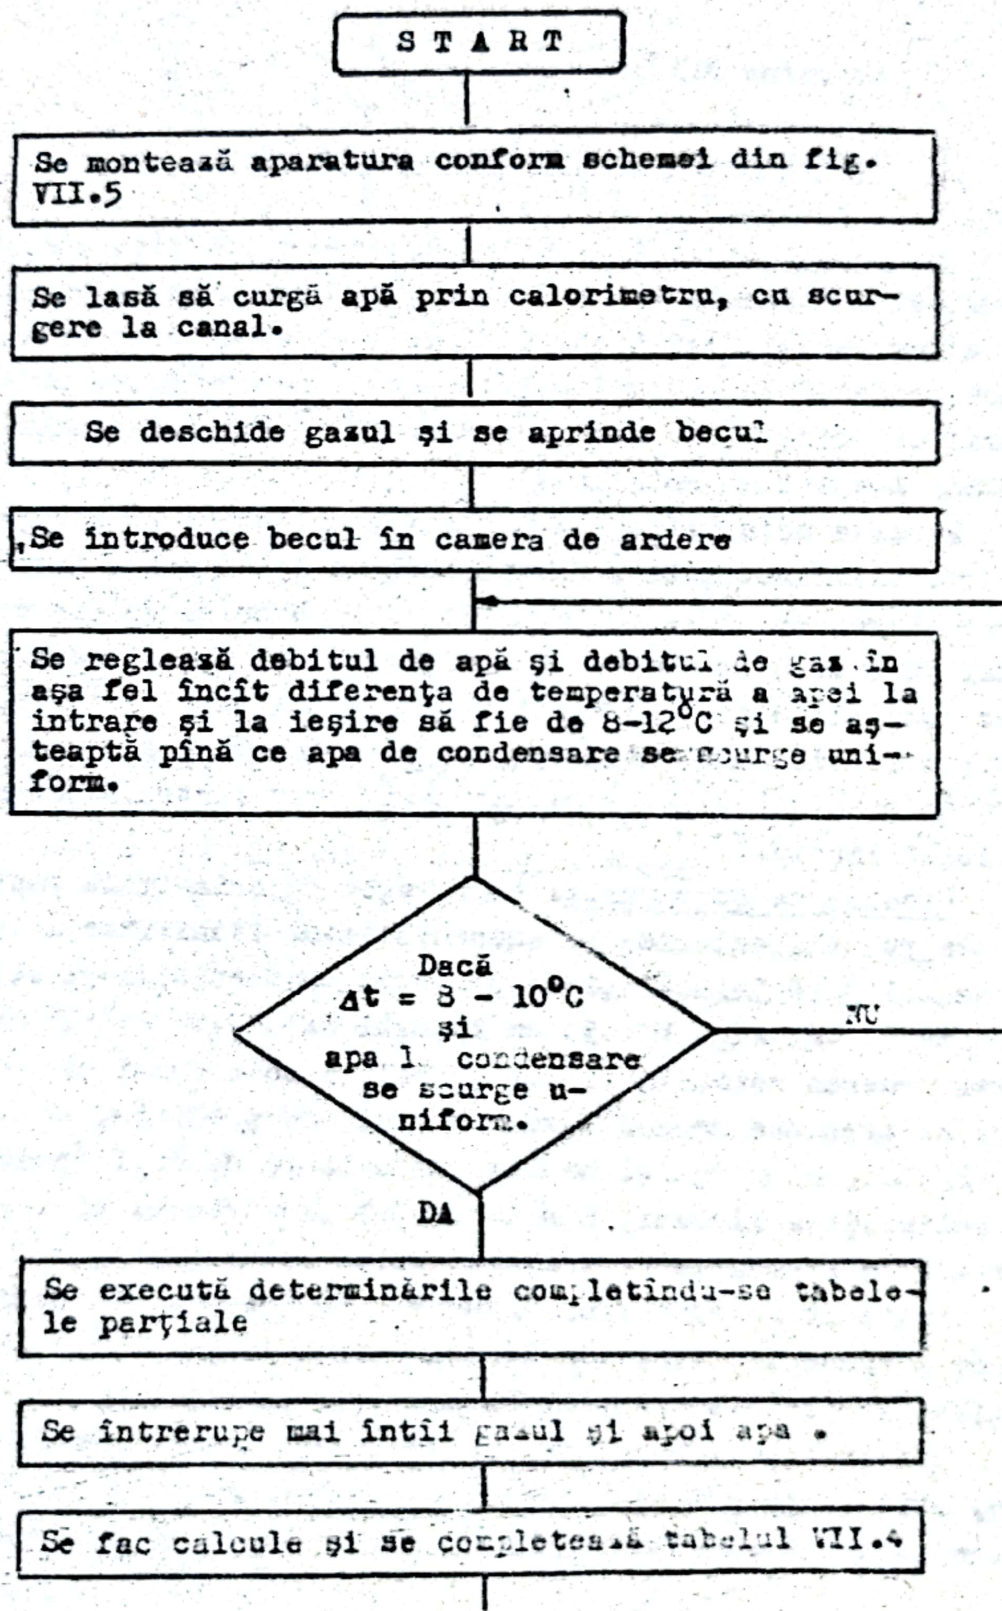 S T A R T
Se montează aparatura conform schemei din fig.
VII.5
Se lasă să curgă apă prin calorimetru, cu scur-
gere la canal.
Se deschide gazul şi se aprinde becul
Se introduce becul în camera de ardere
Se reglează debitul de apă şi debitul de gaz în
aşa fel încît diferenţa de temperatură a apei la
intrare şi la ieşire să fie de 8-12°C şi se aş-
teaptă pînă ce apa de condensare se scurge uni-
form.
Dacă
Δt = 8 - 10°C
şi
apa condensare
se scurge u-
niform.
NU
DA
Se execută determinările completîndu-se tabele-
le parţiale
Se întrerupe mai întîi gazul şi apoi apa .
Se fac calcule şi se completează tabelul VII.4